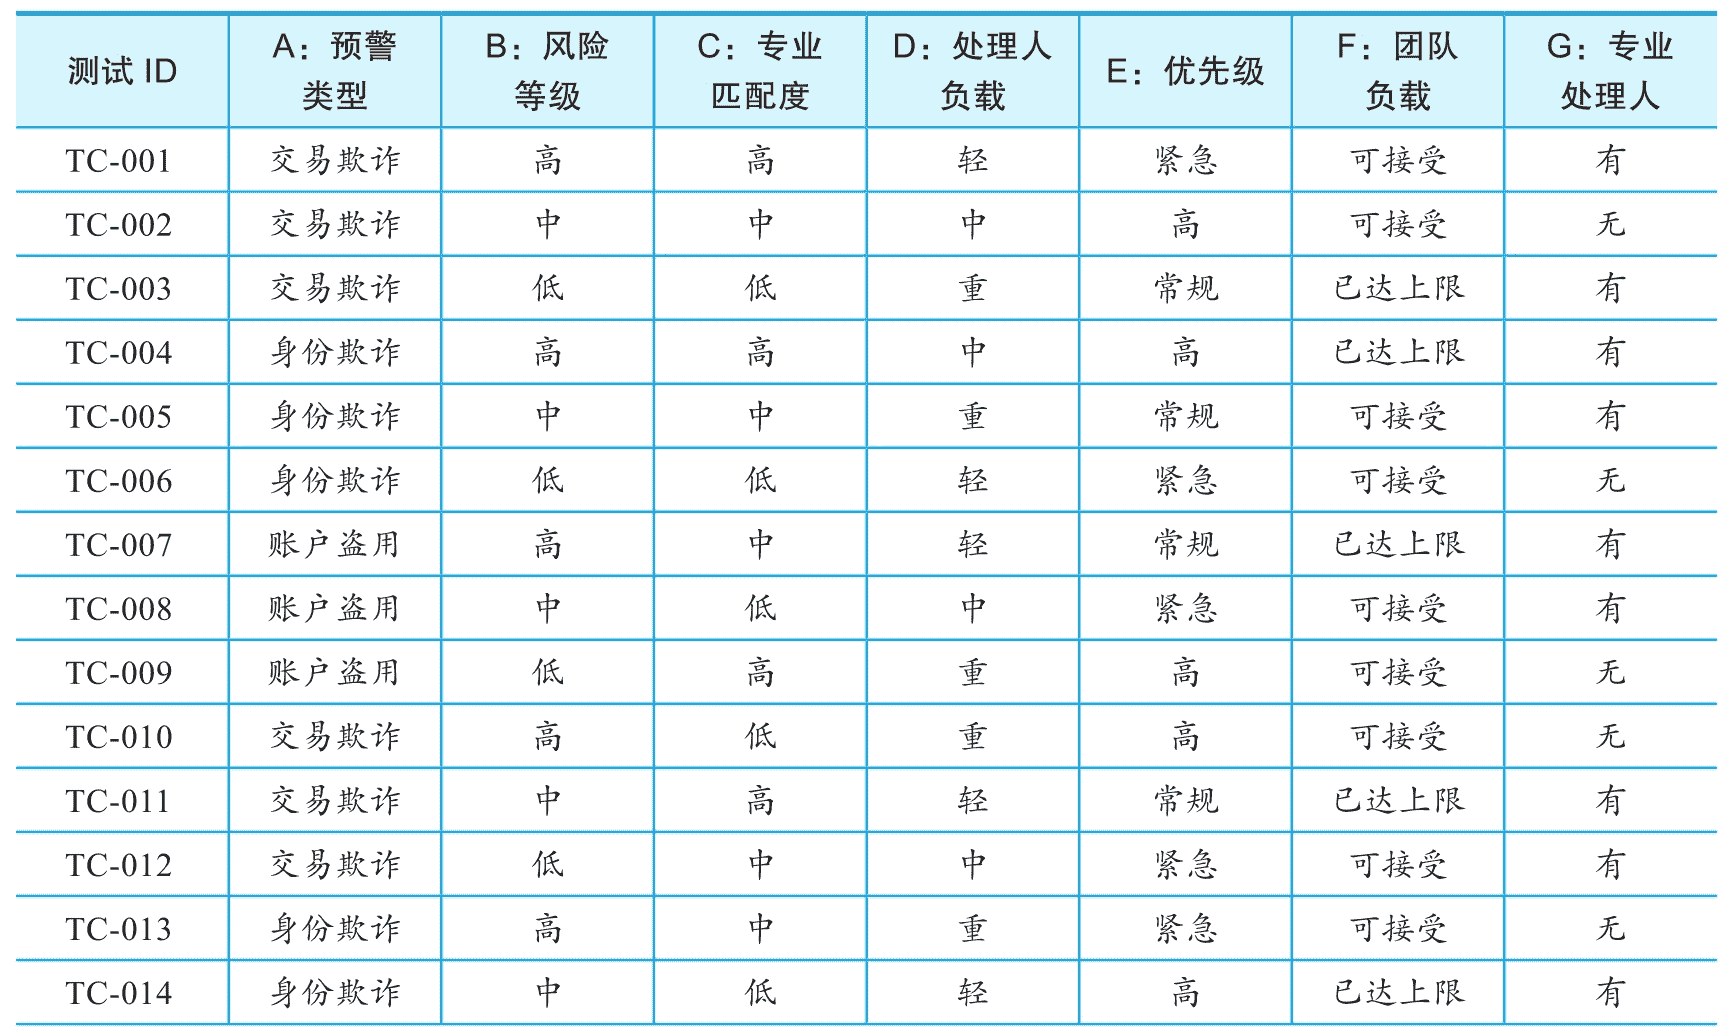 测试 ID A：预警类型 B：风险等级 C：专业匹配度 D：处理人负载 E：优先级 F：团队负载 G：专业处理人
TC-001 交易欺诈 高 高 轻 紧急 可接受 有
TC-002 交易欺诈 中 中 中 高 可接受 无
TC-003 交易欺诈 低 低 重 常规 已达上限 有
TC-004 身份欺诈 高 高 中 高 已达上限 有
TC-005 身份欺诈 中 中 重 常规 可接受 有
TC-006 身份欺诈 低 低 轻 紧急 可接受 无
TC-007 账户盗用 高 中 轻 常规 已达上限 有
TC-008 账户盗用 中 低 中 紧急 可接受 有
TC-009 账户盗用 低 高 重 高 可接受 无
TC-010 交易欺诈 高 低 重 高 可接受 无
TC-011 交易欺诈 中 高 轻 常规 已达上限 有
TC-012 交易欺诈 低 中 中 紧急 可接受 有
TC-013 身份欺诈 高 中 重 紧急 可接受 无
TC-014 身份欺诈 中 低 轻 高 已达上限 有